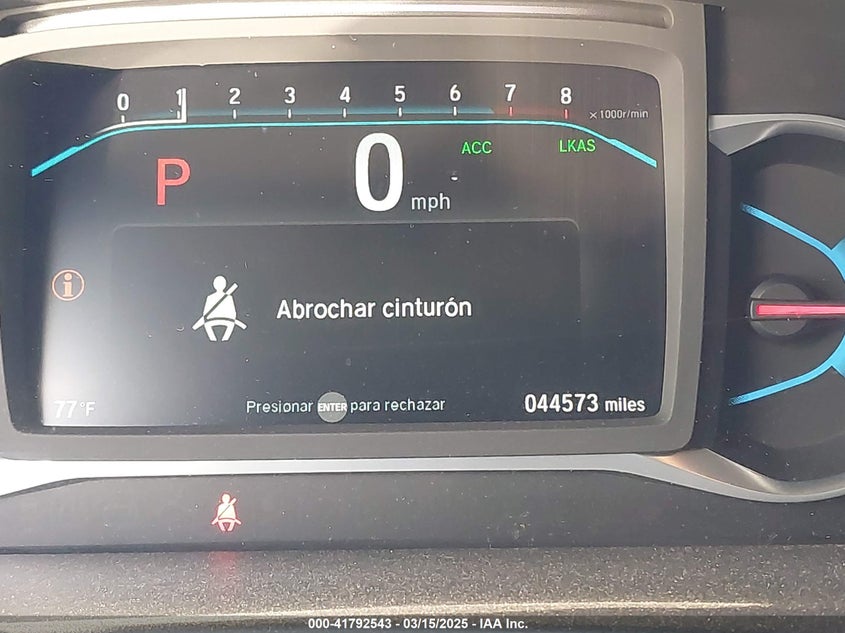 0 1 2 3 4 5 6 7 8
x1000r/min
ACC LKAS
P 0 mph
i
Abrochar cinturón
77°F Presionar ENTER para rechazar 044573 miles
000-41792543 - 03/15/2025 - IAA Inc.